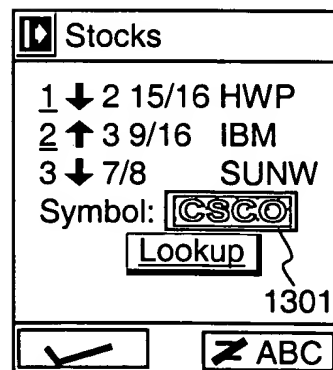 Stocks
1 2 15/16 HWP
2 3 9/16 IBM
3 7/8 SUNW
Symbol: CSCO
Lookup
1301
ABC